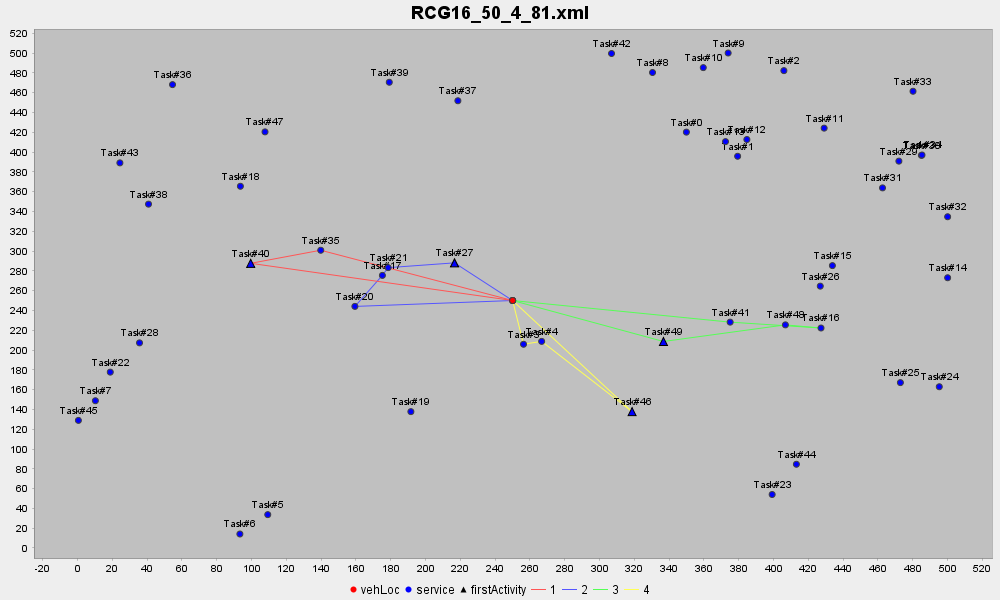 RCG16_50_4_81.xml
520
500
480
460
440
420
400
380
360
340
320
300
280
260
240
220
200
180
160
140
120
100
80
60
40
20
0
Task#42
Task#9
Task#10
Task#8
Task#2
Task#36
Task#39
Task#33
Task#37
Task#47
Task#0
Task#11
Task#12
Task#1
Task#43
Task#29
Task#18
Task#31
Task#38
Task#32
Task#35
Task#40
Task#27
Task#21
Task#17
Task#15
Task#26
Task#14
Task#20
Task#41
Task#48
Task#16
Task#28
Task#4
Task#49
Task#22
Task#25
Task#24
Task#7
Task#45
Task#19
Task#46
Task#44
Task#23
Task#5
Task#6
-20 0 20 40 60 80 100 120 140 160 180 200 220 240 260 280 300 320 340 360 380 400 420 440 460 480 500 520
vehLoc service firstActivity 1 2 3 4